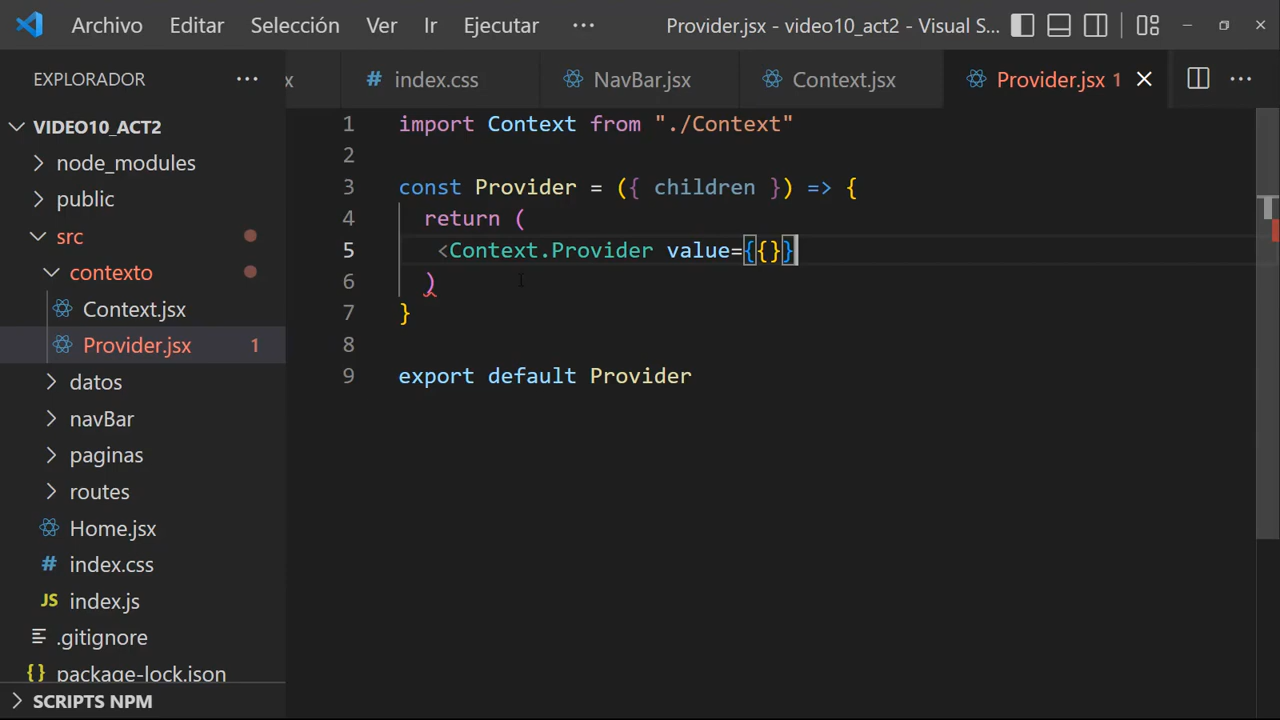 Archivo Editar Selección Ver Ir Ejecutar ··· Provider.jsx - video10_act2 - Visual S...
EXPLORADOR ···
x # index.css NavBar.jsx Context.jsx Provider.jsx 1 ···
VIDEO10_ACT2
node_modules
public
src
contexto
Context.jsx
Provider.jsx 1
datos
navBar
paginas
routes
Home.jsx
# index.css
JS index.js
.gitignore
{} package-lock.json
SCRIPTS NPM
1 import Context from "./Context"
2
3 const Provider = ({ children }) => {
4 return (
5 <Context.Provider value={{}}
6 )
7 }
8
9 export default Provider